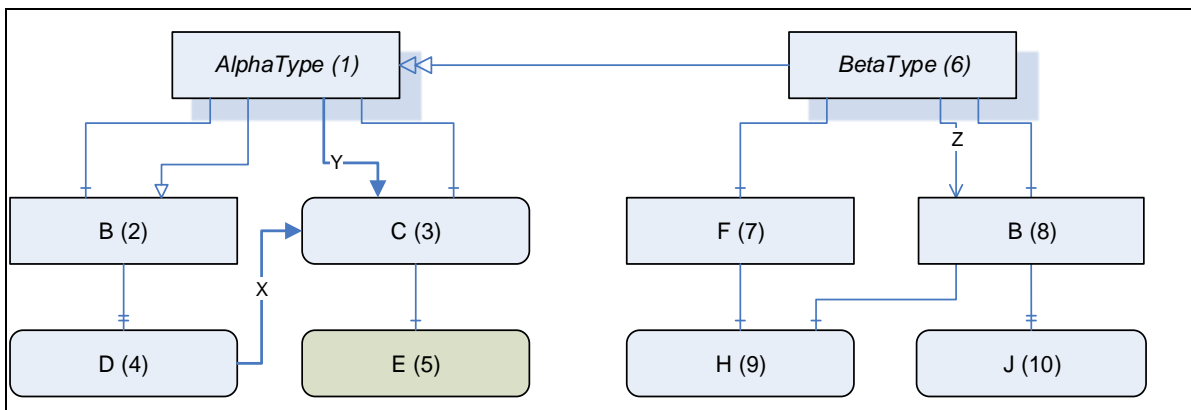 AlphaType (1)
BetaType (6)
Y
Z
B (2)
C (3)
F (7)
B (8)
X
D (4)
E (5)
H (9)
J (10)